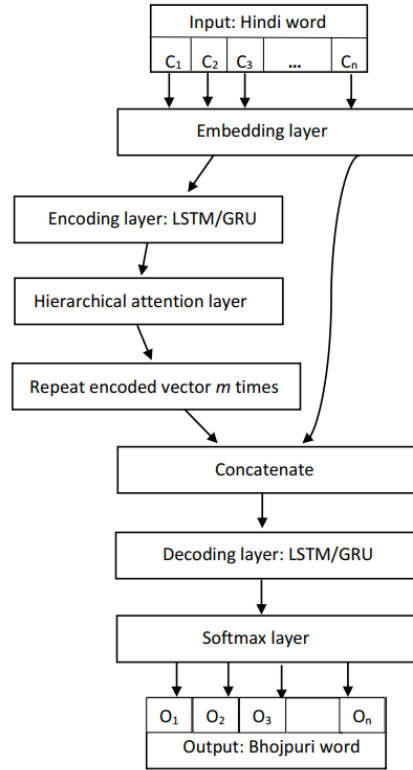 Input: Hindi word
C1 C2 C3 ... Cn
Embedding layer
Encoding layer: LSTM/GRU
Hierarchical attention layer
Repeat encoded vector m times
Concatenate
Decoding layer: LSTM/GRU
Softmax layer
O1 O2 O3 On
Output: Bhojpuri word